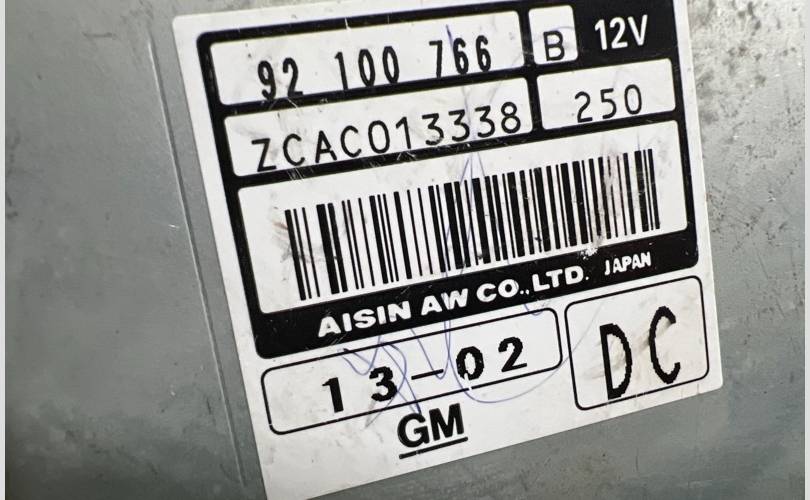 92 100 766 B 12V
ZCAC013338 250
AISIN AW CO.,LTD. JAPAN
13-02 DC
GM